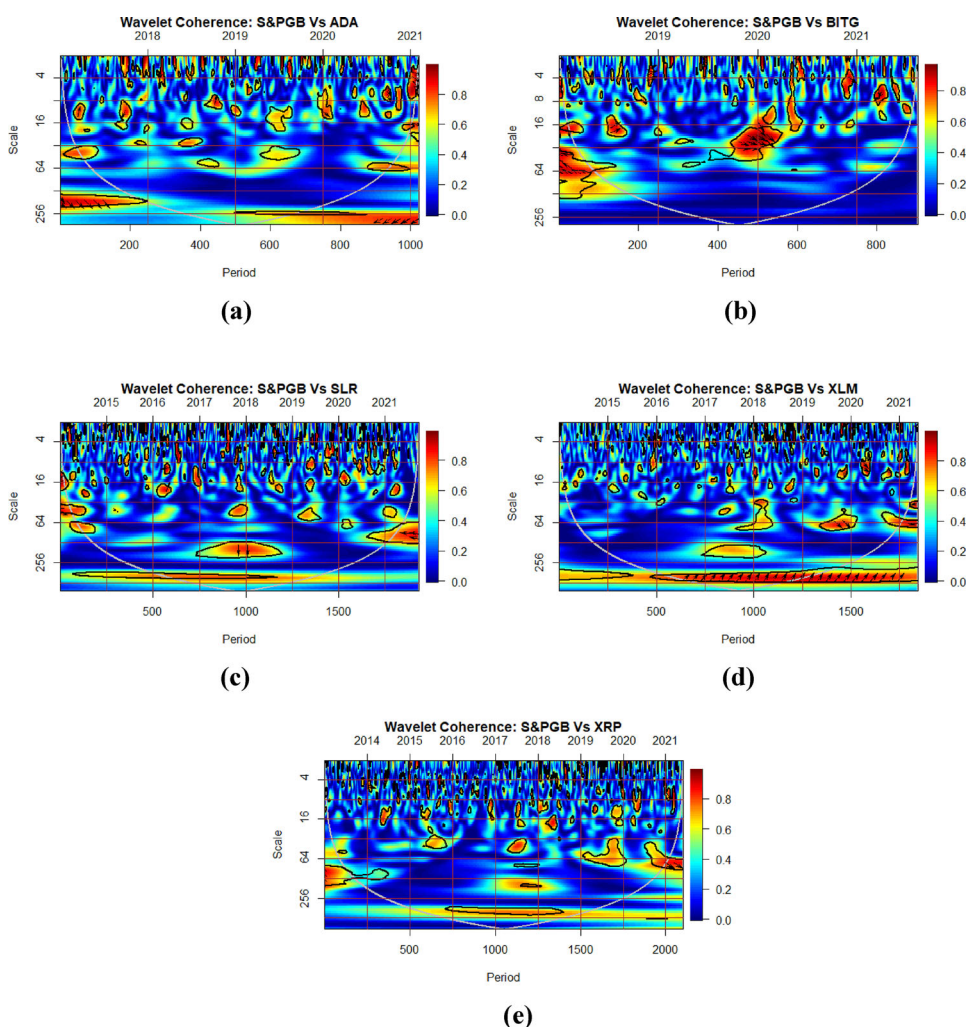 Wavelet Coherence: S&PGB Vs ADA
2018 2019 2020 2021
4
16
64
256
Scale
200 400 600 800 1000
Period
0.8
0.6
0.4
0.2
0.0
(a)
Wavelet Coherence: S&PGB Vs BITG
2019 2020 2021
4
8
16
64
256
Scale
200 400 600 800
Period
0.8
0.6
0.4
0.2
0.0
(b)
Wavelet Coherence: S&PGB Vs SLR
2015 2016 2017 2018 2019 2020 2021
4
16
64
256
Scale
500 1000 1500
Period
0.8
0.6
0.4
0.2
0.0
(c)
Wavelet Coherence: S&PGB Vs XLM
2015 2016 2017 2018 2019 2020 2021
4
16
64
256
Scale
500 1000 1500
Period
0.8
0.6
0.4
0.2
0.0
(d)
Wavelet Coherence: S&PGB Vs XRP
2014 2015 2016 2017 2018 2019 2020 2021
4
16
64
256
Scale
500 1000 1500 2000
Period
0.8
0.6
0.4
0.2
0.0
(e)